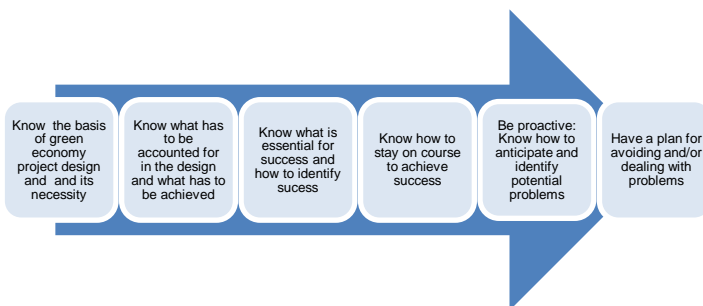 Know the basis
of green
economy
project design
and and its
necessity
Know what has
to be
accounted for
in the design
and what has to
be achieved
Know what is
essential for
success and
how to identify
sucess
Know how to
stay on course
to achieve
success
Be proactive:
Know how to
anticipate and
identify
potential
problems
Have a plan for
avoiding and/or
dealing with
problems